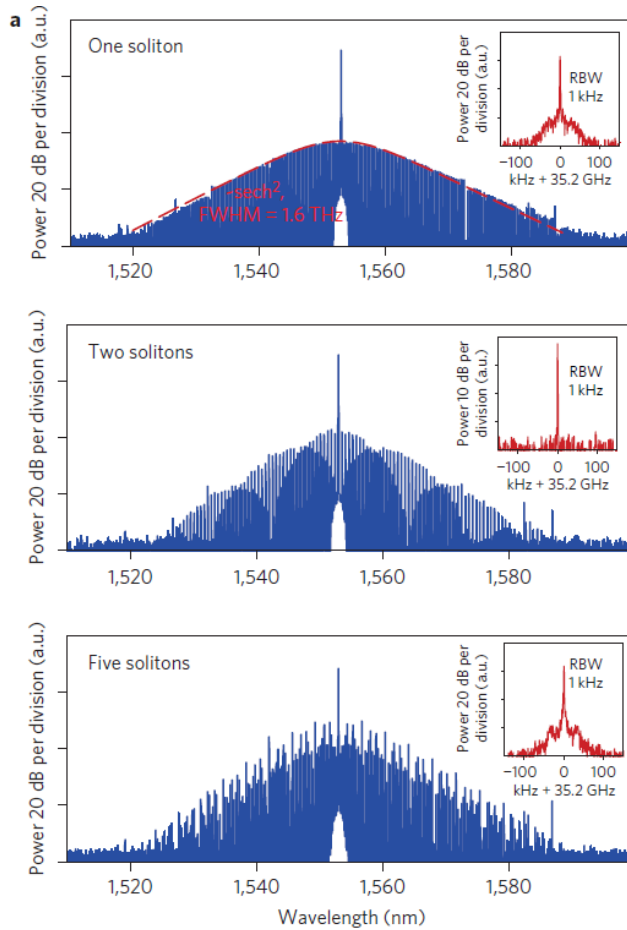 a
One soliton
Power 20 dB per division (a.u.)
~sech²,
FWHM = 1.6 THz
1,520
1,540
1,560
1,580
Power 20 dB per
division (a.u.)
RBW
1 kHz
−100
0
100
kHz + 35.2 GHz
Two solitons
Power 20 dB per division (a.u.)
1,520
1,540
1,560
1,580
Power 10 dB per
division (a.u.)
RBW
1 kHz
−100
0
100
kHz + 35.2 GHz
Five solitons
Power 20 dB per division (a.u.)
1,520
1,540
1,560
1,580
Wavelength (nm)
Power 20 dB per
division (a.u.)
RBW
1 kHz
−100
0
100
kHz + 35.2 GHz